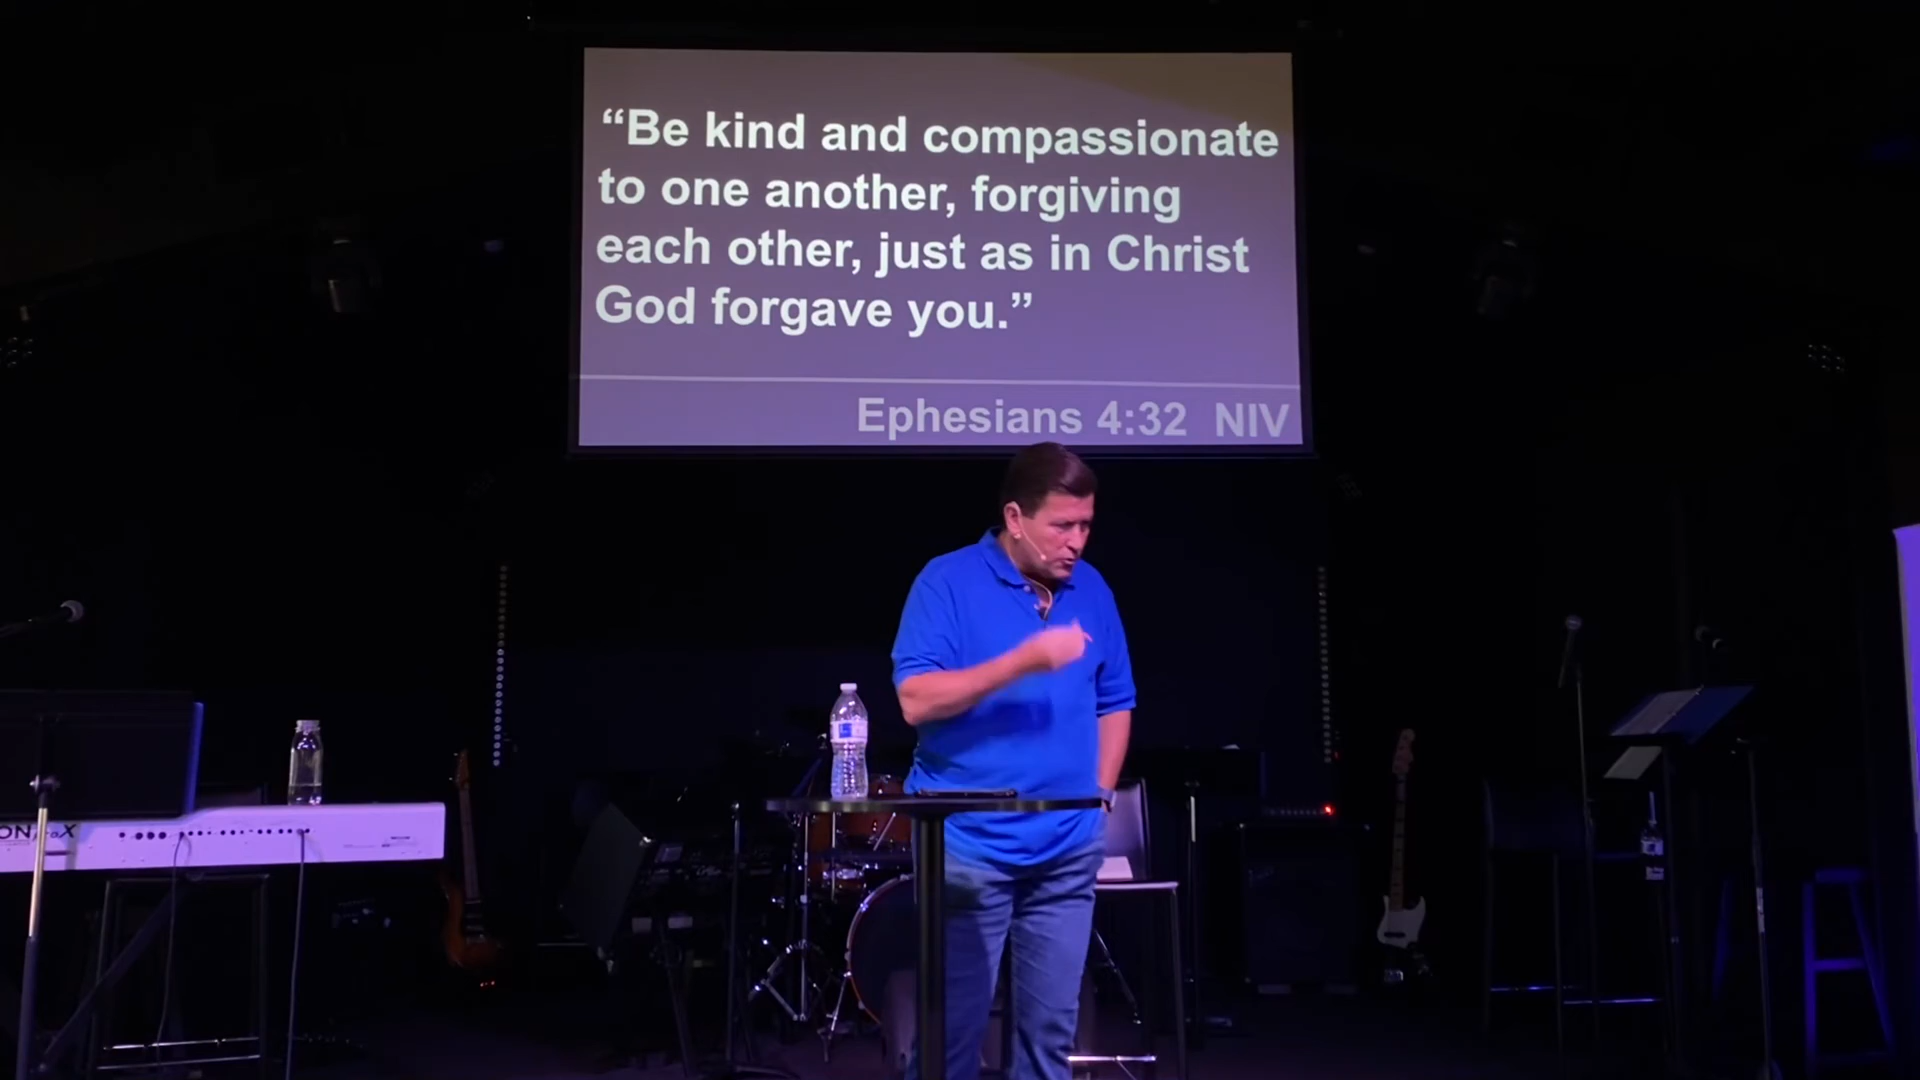 “Be kind and compassionate
to one another, forgiving
each other, just as in Christ
God forgave you.”
Ephesians 4:32 NIV